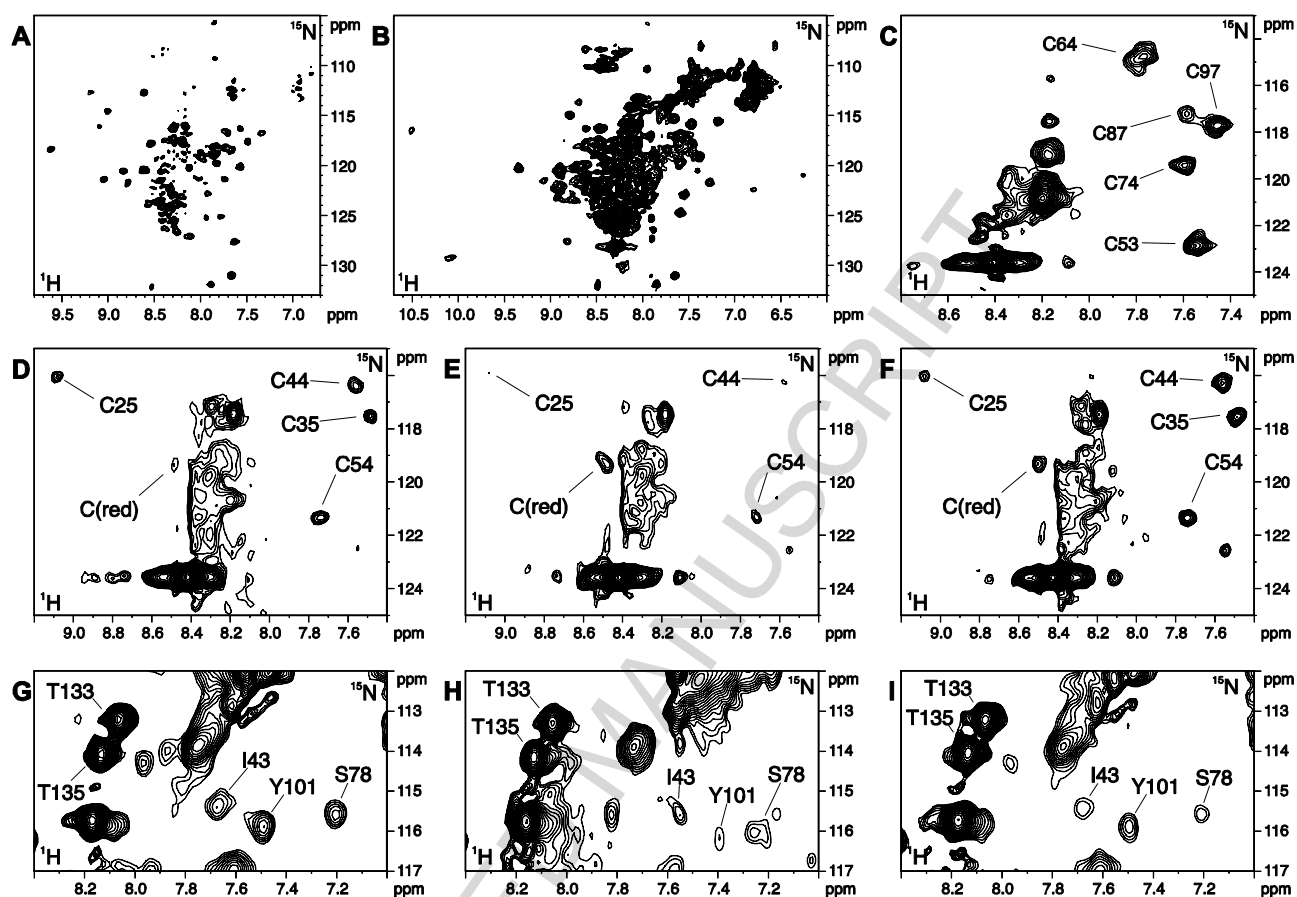 A
15N
ppm
110
115
120
125
130
1H
9.5 9.0 8.5 8.0 7.5 7.0 ppm
B
15N
ppm
110
115
120
125
130
1H
10.5 10.0 9.5 9.0 8.5 8.0 7.5 7.0 6.5 ppm
C
15N
ppm
C64
C97
116
C87
118
C74
120
C53
122
124
1H
8.6 8.4 8.2 8.0 7.8 7.6 7.4 ppm
D
15N
ppm
C25
C44
C35
118
C54
120
C(red)
122
124
1H
9.0 8.8 8.6 8.4 8.2 8.0 7.8 7.6 ppm
E
15N
ppm
C25
C44
118
C54
120
C(red)
122
124
1H
9.0 8.8 8.6 8.4 8.2 8.0 7.8 7.6 ppm
F
15N
ppm
C25
C44
C35
118
C54
120
C(red)
122
124
1H
9.0 8.8 8.6 8.4 8.2 8.0 7.8 7.6 ppm
G
15N
ppm
T133
113
T135
114
I43
Y101
S78
115
116
117
1H
8.2 8.0 7.8 7.6 7.4 7.2 ppm
H
15N
ppm
T133
113
T135
114
I43
Y101
S78
115
116
117
1H
8.2 8.0 7.8 7.6 7.4 7.2 ppm
I
15N
ppm
T133
113
T135
114
I43
Y101
S78
115
116
117
1H
8.2 8.0 7.8 7.6 7.4 7.2 ppm
MANUSCRIPT